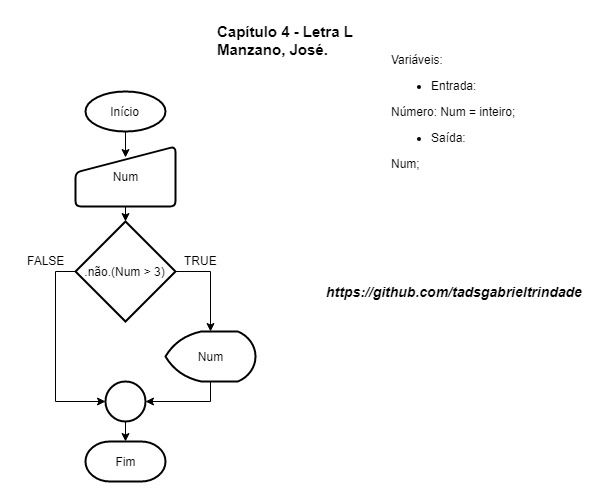 Capítulo 4 - Letra L
Manzano, José.
Variáveis:
• Entrada:
Número: Num = inteiro;
• Saída:
Num;
Início
Num
FALSE
.não.(Num > 3)
TRUE
https://github.com/tadsgabrieltrindade
Num
Fim